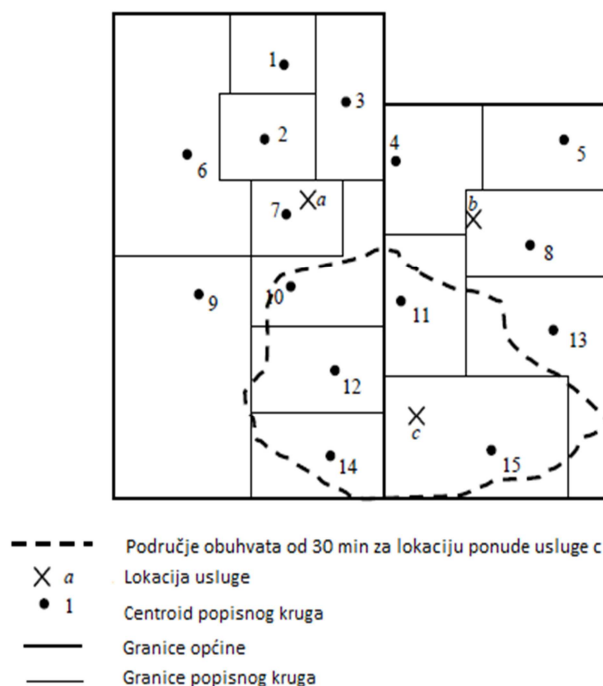 1
3
2
4
5
6
a
7
b
8
10
9
11
13
12
c
14
15
Područje obuhvata od 30 min za lokaciju ponude usluge c
a Lokacija usluge
1 Centroid popisnog kruga
Granice općine
Granice popisnog kruga